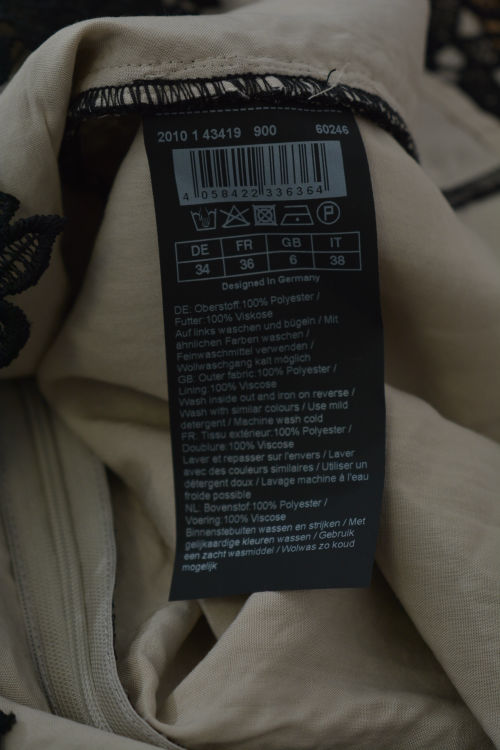 2010 1 43419 900 60246
4 058422 336364
DE FR GB IT
34 36 6 38
Designed in Germany
DE: Oberstoff:100% Polyester /
Futter:100% Viskose
Auf links waschen und bügeln / Mit
ähnlichen Farben waschen /
Feinwaschmittel verwenden /
Wollwaschgang kalt möglich
GB: Outer fabric:100% Polyester /
Lining:100% Viscose
Wash inside out and iron on reverse /
Wash with similar colours / Use mild
detergent / Machine wash cold
FR: Tissu extérieur:100% Polyester /
Doublure:100% Viscose
Laver et repasser sur l'envers / Laver
avec des couleurs similaires / Utiliser un
détergent doux / Lavage machine à l'eau
froide possible
NL: Bovenstof:100% Polyester /
Voering:100% Viscose
Binnenstebuiten wassen en strijken / Met
gelijkaardige kleuren wassen / Gebruik
een zacht wasmiddel / Wolwas zo koud
mogelijk